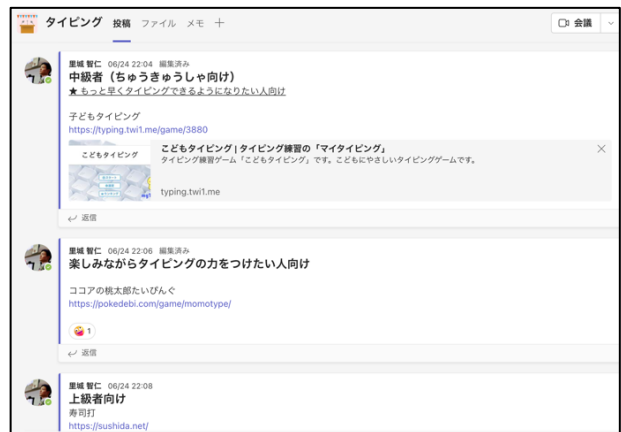 タイピング 投稿 ファイル メモ + 会議
里城 智仁 06/24 22:04 編集済み
中級者（ちゅうきゅうしゃ向け）
★ もっと早くタイピングできるようになりたい人向け
子どもタイピング
https://typing.twi1.me/game/3880
こどもタイピング
こどもタイピング | タイピング練習の「マイタイピング」
タイピング練習ゲーム「こどもタイピング」です。こどもにやさしいタイピングゲームです。
typing.twi1.me
返信
里城 智仁 06/24 22:06 編集済み
楽しみながらタイピングの力をつけたい人向け
ココアの桃太郎たいぴんぐ
https://pokedebi.com/game/momotype/
1
返信
里城 智仁 06/24 22:08
上級者向け
寿司打
https://sushida.net/